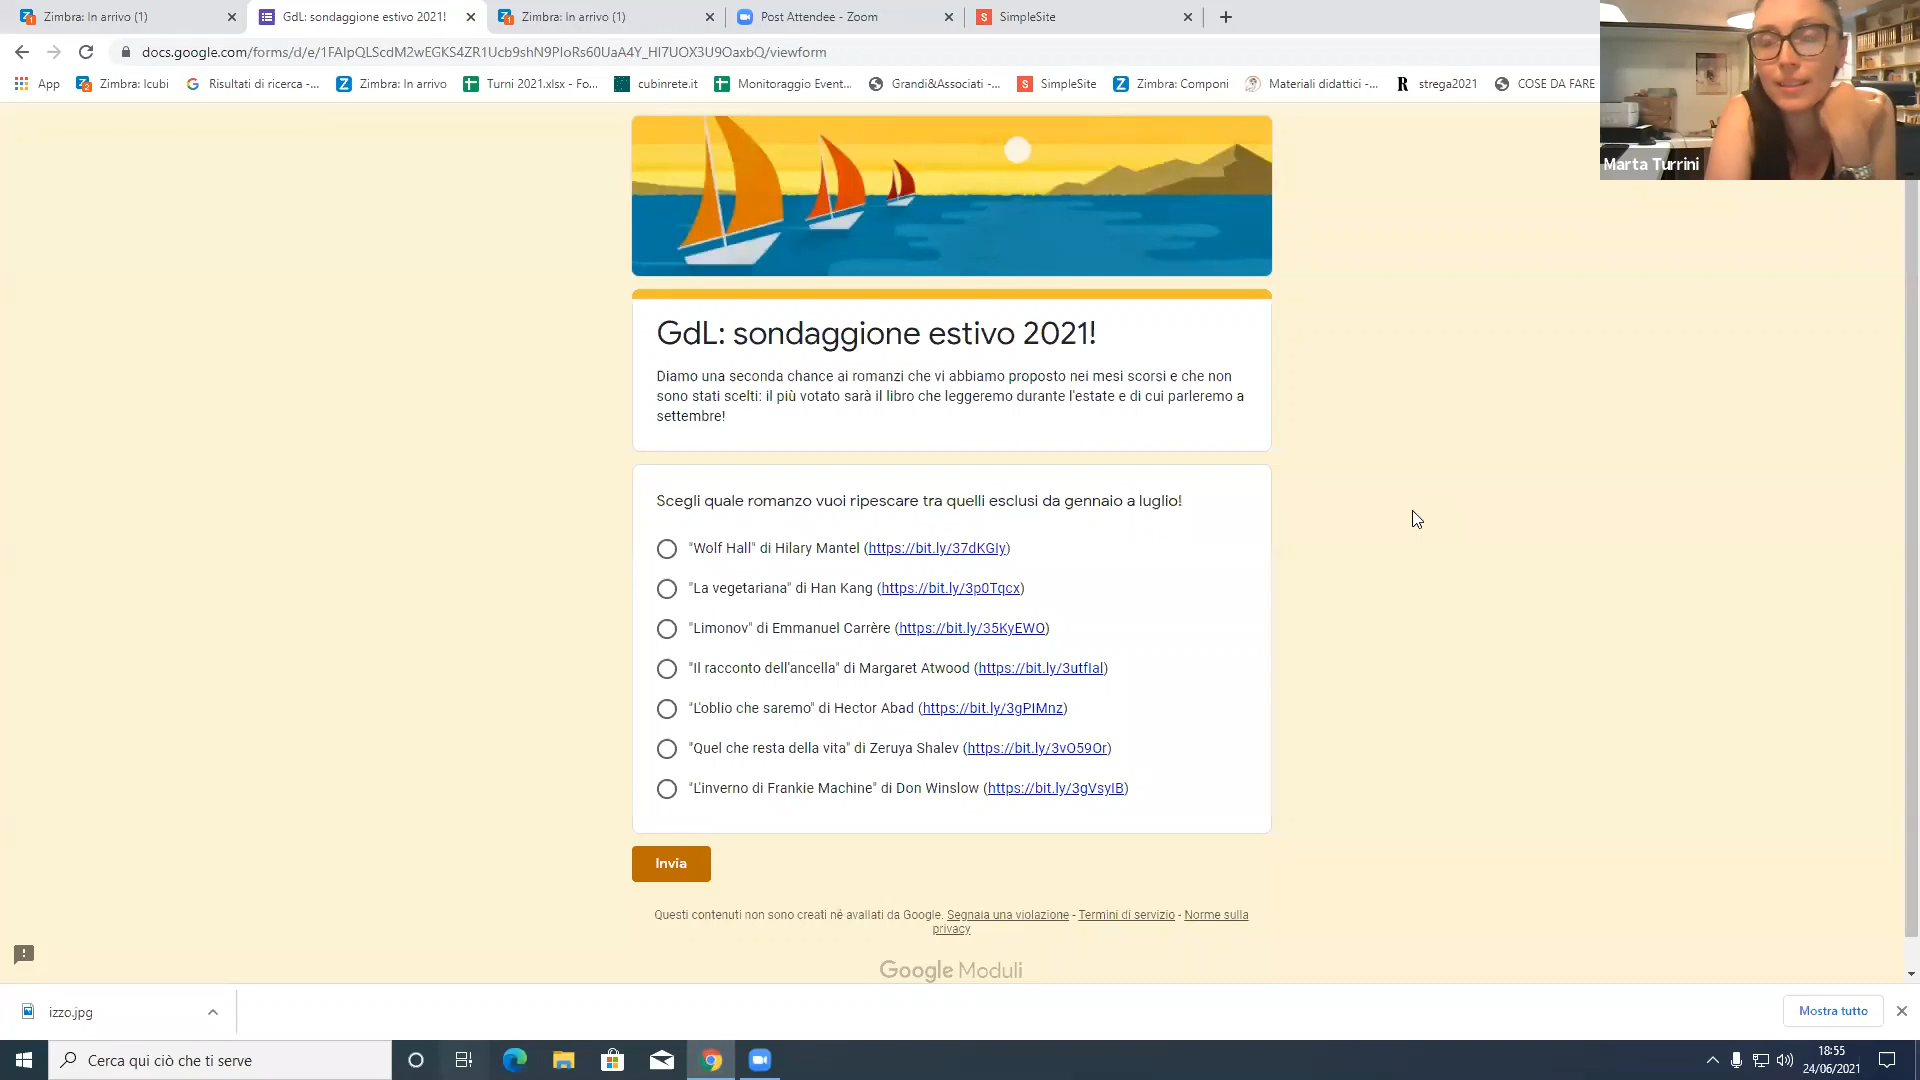 Zimbra: In arrivo (1)
GdL: sondaggione estivo 2021!
Zimbra: In arrivo (1)
Post Attendee - Zoom
SimpleSite
docs.google.com/forms/d/e/1FAIpQLScdM2wEGKS4ZR1Ucb9shN9PIoRs60UaA4Y_HI7UOX3U9OaxbQ/viewform
App
Zimbra: Icubi
Risultati di ricerca -...
Zimbra: In arrivo
Turni 2021.xlsx - Fo...
cubinrete.it
Monitoraggio Event...
Grandi&Associati -...
SimpleSite
Zimbra: Componi
Materiali didattici -...
strega2021
COSE DA FARE
Marta Turrini
GdL: sondaggione estivo 2021!
Diamo una seconda chance ai romanzi che vi abbiamo proposto nei mesi scorsi e che non
sono stati scelti: il più votato sarà il libro che leggeremo durante l'estate e di cui parleremo a
settembre!
Scegli quale romanzo vuoi ripescare tra quelli esclusi da gennaio a luglio!
"Wolf Hall" di Hilary Mantel (https://bit.ly/37dKGIy)
"La vegetariana" di Han Kang (https://bit.ly/3p0Tqcx)
"Limonov" di Emmanuel Carrère (https://bit.ly/35KyEWO)
"Il racconto dell'ancella" di Margaret Atwood (https://bit.ly/3utfIal)
"L'oblio che saremo" di Hector Abad (https://bit.ly/3gPIMnz)
"Quel che resta della vita" di Zeruya Shalev (https://bit.ly/3vO59Or)
"L'inverno di Frankie Machine" di Don Winslow (https://bit.ly/3gVsyIB)
Invia
Questi contenuti non sono creati né avallati da Google. Segnala una violazione - Termini di servizio - Norme sulla
privacy
Google Moduli
izzo.jpg
Mostra tutto
Cerca qui ciò che ti serve
18:55
24/06/2021